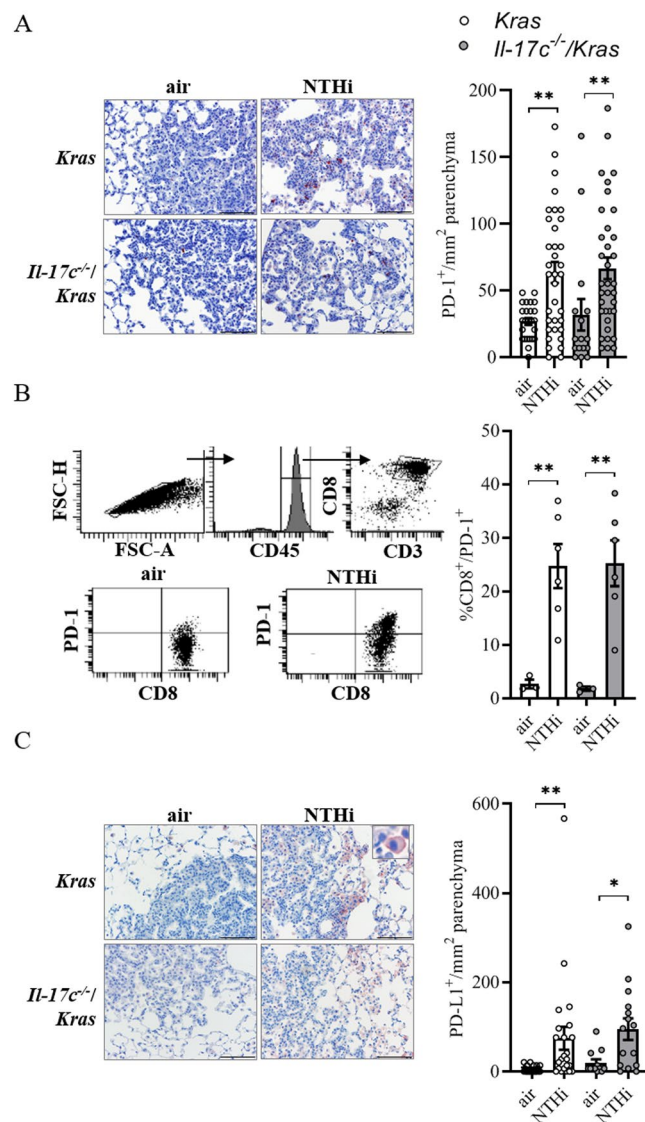 A
○ Kras
● Il-17c-/-/Kras
air NTHi
Kras
Il-17c-/-/
Kras
PD-1+/mm2 parenchyma
200
150
100
50
0
** **
air NTHi air NTHi
B
FSC-H
FSC-A
CD45
CD8
CD3
air NTHi
PD-1
CD8
PD-1
CD8
%CD8+/PD-1+
50
40
30
20
10
0
** **
air NTHi air NTHi
C
air NTHi
Kras
Il-17c-/-/
Kras
PD-L1+/mm2 parenchyma
600
400
200
0
** *
air NTHi air NTHi